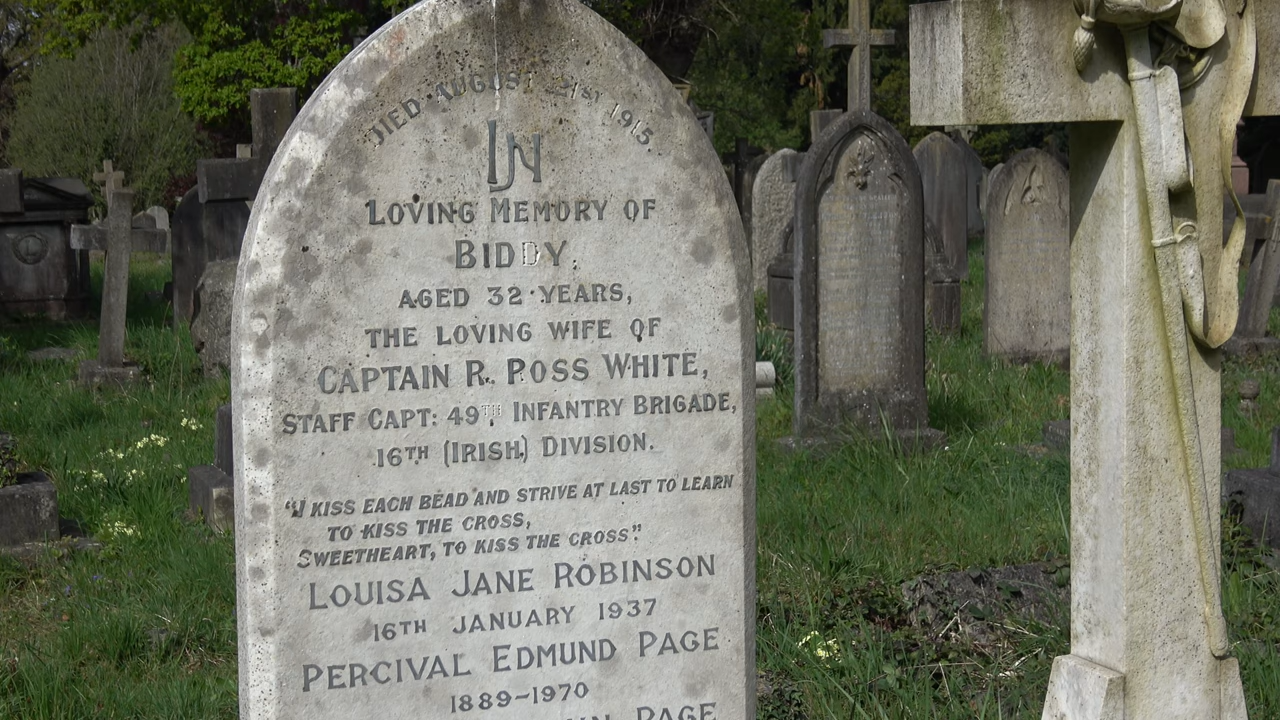 DIED AUGUST 21ST 1915
IN
LOVING MEMORY OF
BIDDY,
AGED 32 YEARS,
THE LOVING WIFE OF
CAPTAIN R. ROSS WHITE,
STAFF CAPT: 49TH INFANTRY BRIGADE,
16TH (IRISH) DIVISION.
"I KISS EACH BEAD AND STRIVE AT LAST TO LEARN
TO KISS THE CROSS,
SWEETHEART, TO KISS THE CROSS".
LOUISA JANE ROBINSON
16TH JANUARY 1937
PERCIVAL EDMUND PAGE
1889-1970
PAGE